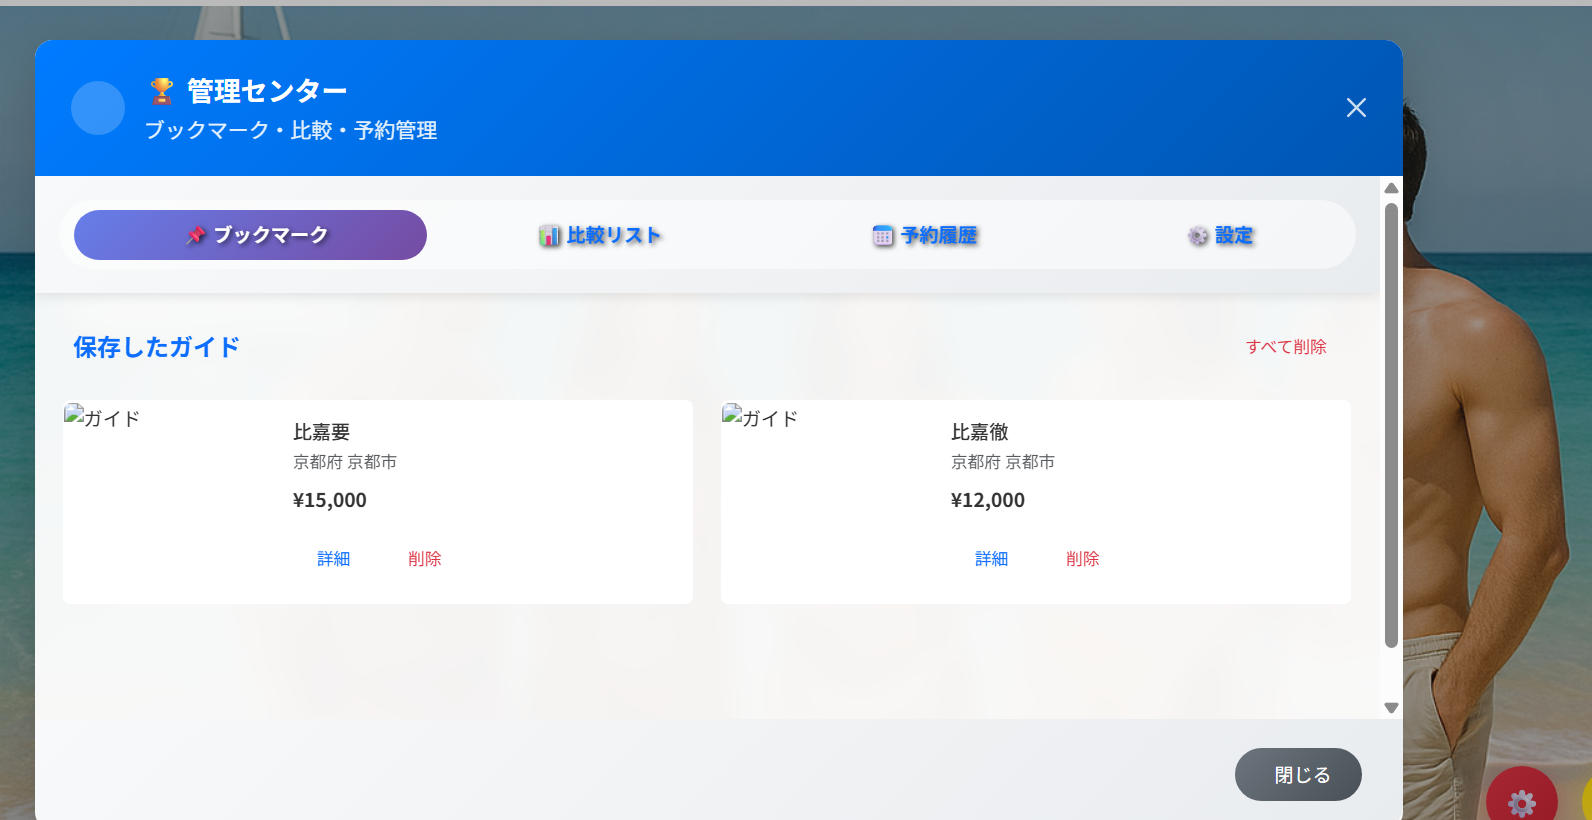 🏆 管理センター
ブックマーク・比較・予約管理
📌 ブックマーク
📊 比較リスト
📅 予約履歴
⚙️ 設定
保存したガイド
すべて削除
ガイド
比嘉要
京都府 京都市
¥15,000
詳細 削除
ガイド
比嘉徹
京都府 京都市
¥12,000
詳細 削除
閉じる